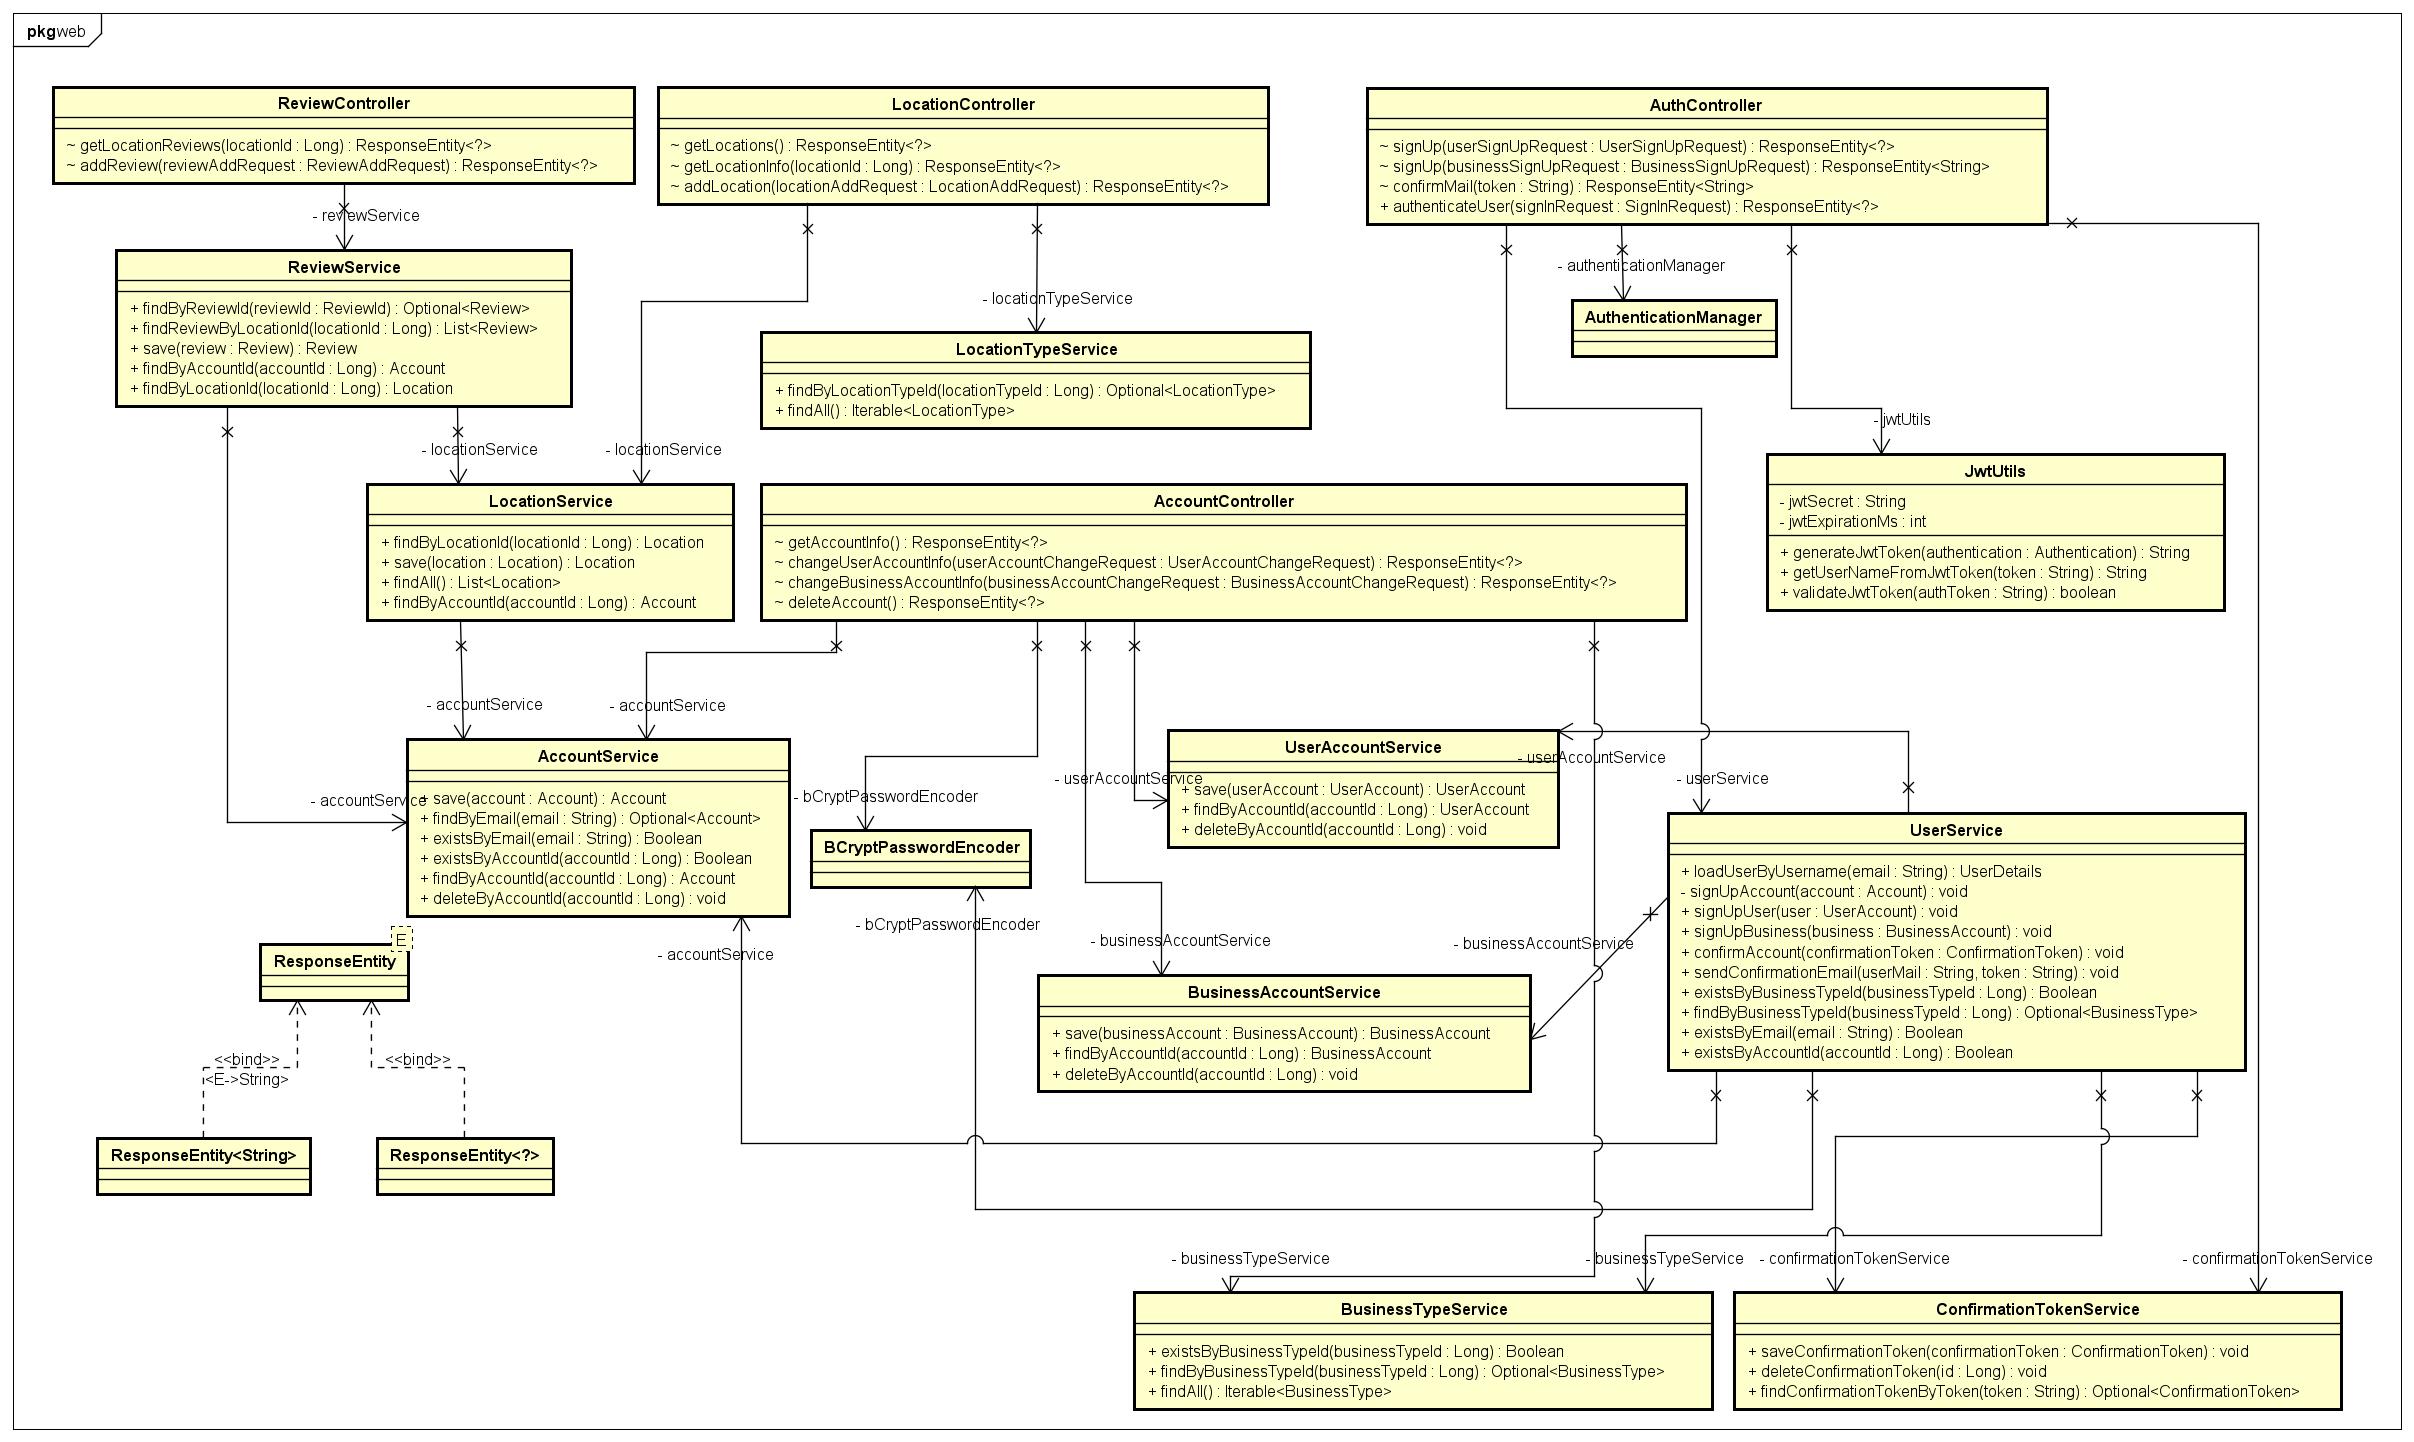 pkgweb
ReviewController
~ getLocationReviews(locationId : Long) : ResponseEntity<?>
~ addReview(reviewAddRequest : ReviewAddRequest) : ResponseEntity<?>
LocationController
~ getLocations() : ResponseEntity<?>
~ getLocationInfo(locationId : Long) : ResponseEntity<?>
~ addLocation(locationAddRequest : LocationAddRequest) : ResponseEntity<?>
AuthController
~ signUp(userSignUpRequest : UserSignUpRequest) : ResponseEntity<?>
~ signUp(businessSignUpRequest : BusinessSignUpRequest) : ResponseEntity<String>
~ confirmMail(token : String) : ResponseEntity<String>
+ authenticateUser(signInRequest : SignInRequest) : ResponseEntity<?>
- reviewService
ReviewService
+ findByReviewId(reviewId : ReviewId) : Optional<Review>
+ findReviewByLocationId(locationId : Long) : List<Review>
+ save(review : Review) : Review
+ findByAccountId(accountId : Long) : Account
+ findByLocationId(locationId : Long) : Location
- locationTypeService
LocationTypeService
+ findByLocationTypeId(locationTypeId : Long) : Optional<LocationType>
+ findAll() : Iterable<LocationType>
- authenticationManager
AuthenticationManager
- jwtUtils
JwtUtils
- jwtSecret : String
- jwtExpirationMs : int
+ generateJwtToken(authentication : Authentication) : String
+ getUserNameFromJwtToken(token : String) : String
+ validateJwtToken(authToken : String) : boolean
- locationService
- locationService
LocationService
+ findByLocationId(locationId : Long) : Location
+ save(location : Location) : Location
+ findAll() : List<Location>
+ findByAccountId(accountId : Long) : Account
AccountController
~ getAccountInfo() : ResponseEntity<?>
~ changeUserAccountInfo(userAccountChangeRequest : UserAccountChangeRequest) : ResponseEntity<?>
~ changeBusinessAccountInfo(businessAccountChangeRequest : BusinessAccountChangeRequest) : ResponseEntity<?>
~ deleteAccount() : ResponseEntity<?>
- accountService
- accountService
- accountService
AccountService
+ save(account : Account) : Account
+ findByEmail(email : String) : Optional<Account>
+ existsByEmail(email : String) : Boolean
+ existsByAccountId(accountId : Long) : Boolean
+ findByAccountId(accountId : Long) : Account
+ deleteByAccountId(accountId : Long) : void
- bCryptPasswordEncoder
BCryptPasswordEncoder
- bCryptPasswordEncoder
- userAccountService
UserAccountService
+ save(userAccount : UserAccount) : UserAccount
+ findByAccountId(accountId : Long) : UserAccount
+ deleteByAccountId(accountId : Long) : void
- userAccountService
- userService
UserService
+ loadUserByUsername(email : String) : UserDetails
- signUpAccount(account : Account) : void
+ signUpUser(user : UserAccount) : void
+ signUpBusiness(business : BusinessAccount) : void
+ confirmAccount(confirmationToken : ConfirmationToken) : void
+ sendConfirmationEmail(userMail : String, token : String) : void
+ existsByBusinessTypeId(businessTypeId : Long) : Boolean
+ findByBusinessTypeId(businessTypeId : Long) : Optional<BusinessType>
+ existsByEmail(email : String) : Boolean
+ existsByAccountId(accountId : Long) : Boolean
- accountService
- businessAccountService
- businessAccountService
BusinessAccountService
+ save(businessAccount : BusinessAccount) : BusinessAccount
+ findByAccountId(accountId : Long) : BusinessAccount
+ deleteByAccountId(accountId : Long) : void
E
ResponseEntity
<<bind>>
<E->String>
<<bind>>
ResponseEntity<String>
ResponseEntity<?>
- businessTypeService
- businessTypeService
- confirmationTokenService
- confirmationTokenService
BusinessTypeService
+ existsByBusinessTypeId(businessTypeId : Long) : Boolean
+ findByBusinessTypeId(businessTypeId : Long) : Optional<BusinessType>
+ findAll() : Iterable<BusinessType>
ConfirmationTokenService
+ saveConfirmationToken(confirmationToken : ConfirmationToken) : void
+ deleteConfirmationToken(id : Long) : void
+ findConfirmationTokenByToken(token : String) : Optional<ConfirmationToken>